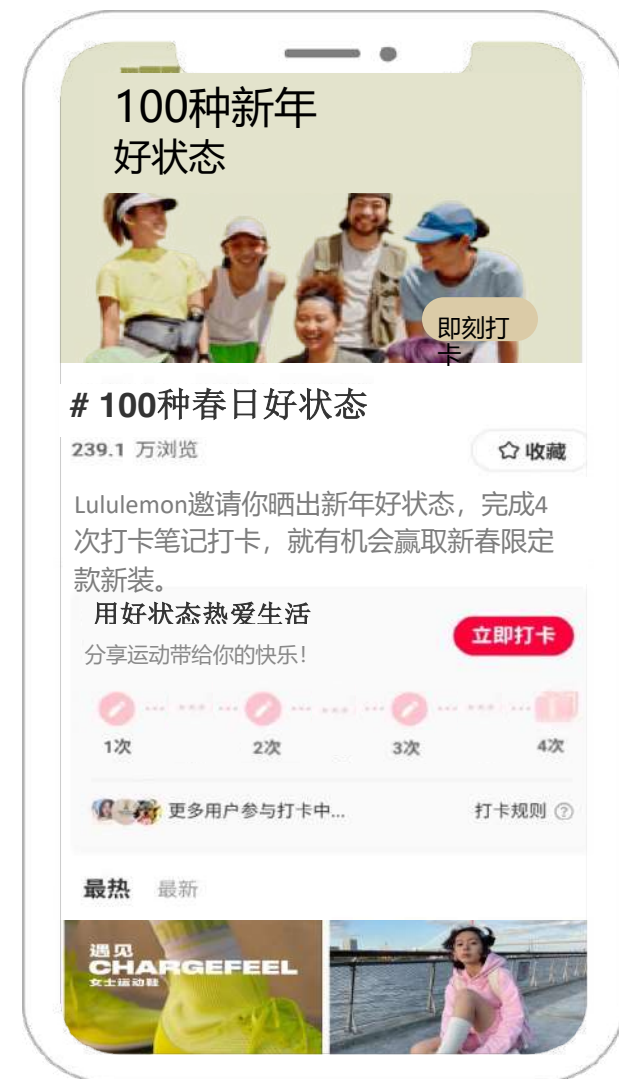 100种新年
好状态
即刻打
卡
# 100种春日好状态
239.1 万浏览
收藏
Lululemon邀请你晒出新年好状态，完成4
次打卡笔记打卡，就有机会赢取新春限定
款新装。
用好状态热爱生活
立即打卡
分享运动带给你的快乐！
1次
2次
3次
4次
更多用户参与打卡中...
打卡规则 ?
最热 最新
遇见
CHARGEFEEL
女士运动鞋